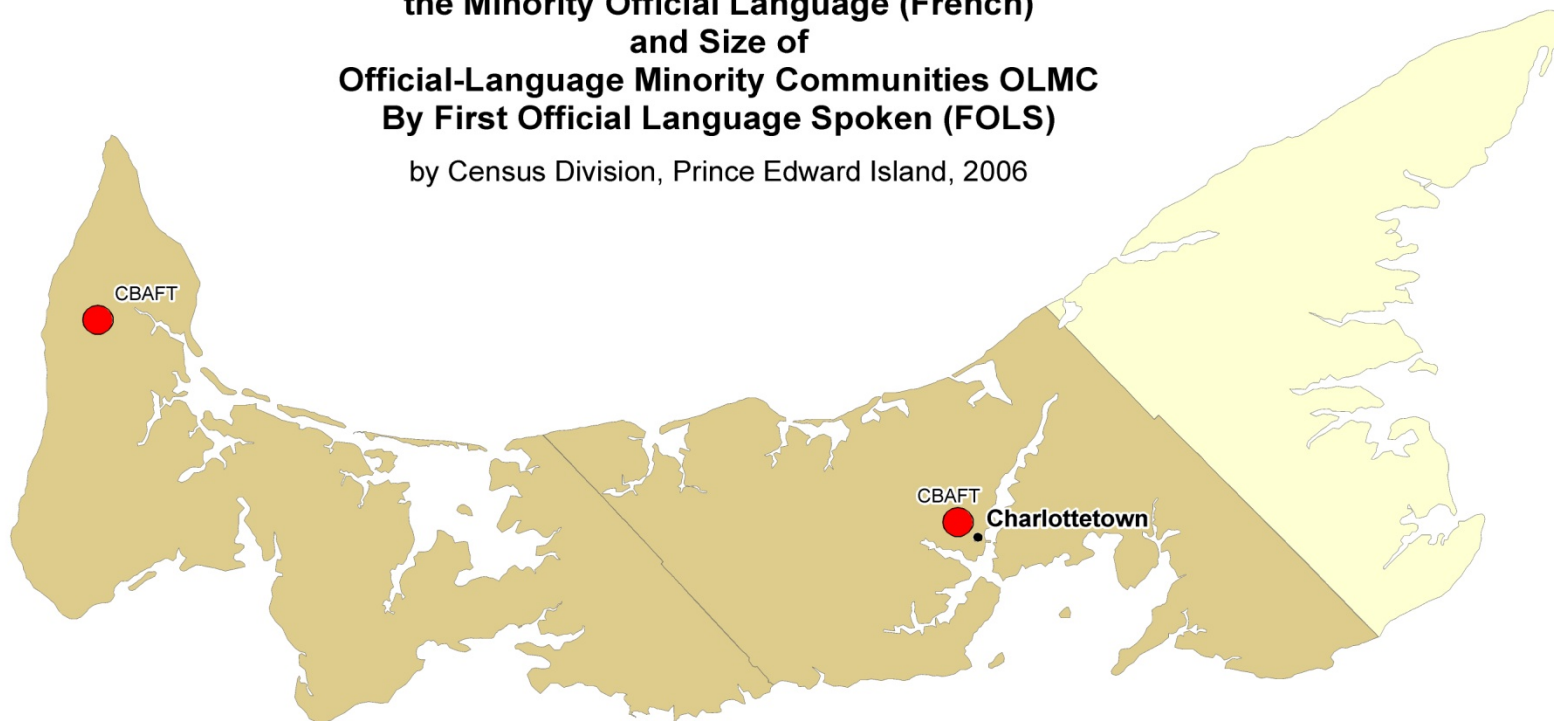 the Minority Official Language (French)
and Size of
Official-Language Minority Communities OLMC
By First Official Language Spoken (FOLS)
by Census Division, Prince Edward Island, 2006
CBAFT
CBAFT
Charlottetown